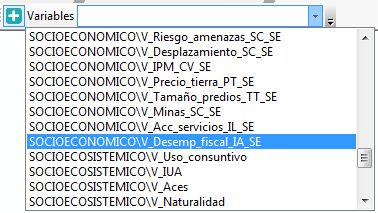 Variables
SOCIOECONOMICO\V_Riesgo_amenazas_SC_SE
SOCIOECONOMICO\V_Desplazamiento_SC_SE
SOCIOECONOMICO\V_IPM_CV_SE
SOCIOECONOMICO\V_Precio_tierra_PT_SE
SOCIOECONOMICO\V_Tamaño_predios_TT_SE
SOCIOECONOMICO\V_Minas_SC_SE
SOCIOECONOMICO\V_Acc_servicios_IL_SE
SOCIOECONOMICO\V_Desemp_fiscal_IA_SE
SOCIOECOSISTEMICO\V_Uso_consuntivo
SOCIOECOSISTEMICO\V_IUA
SOCIOECOSISTEMICO\V_Aces
SOCIOECOSISTEMICO\V_Naturalidad